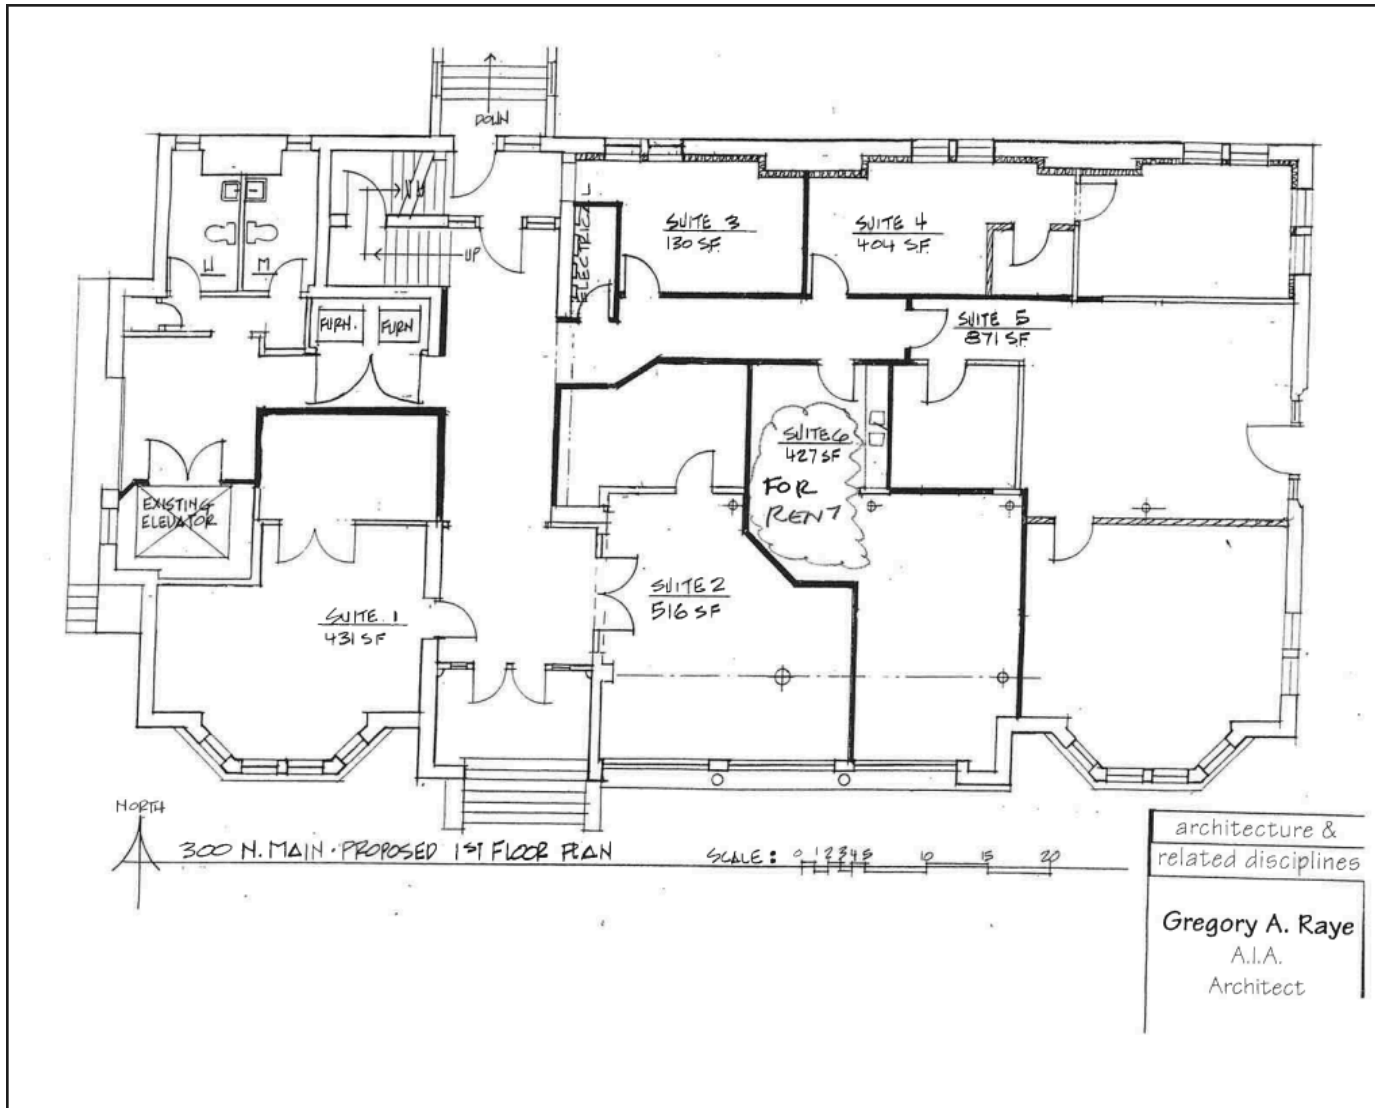 DOWN
UP
UP
W
M
ELECTRICAL
SUITE 3
130 SF.
SUITE 4
404 SF.
FURN.
FURN
SUITE 5
871 SF.
SUITE 6
427 SF
FOR
RENT
EXISTING
ELEVATOR
SUITE 2
516 SF
SUITE 1
431 SF
NORTH
300 N. MAIN · PROPOSED 1ST FLOOR PLAN
SCALE: 0 1 2 3 4 5 10 15 20
architecture &
related disciplines
Gregory A. Raye
A.I.A.
Architect